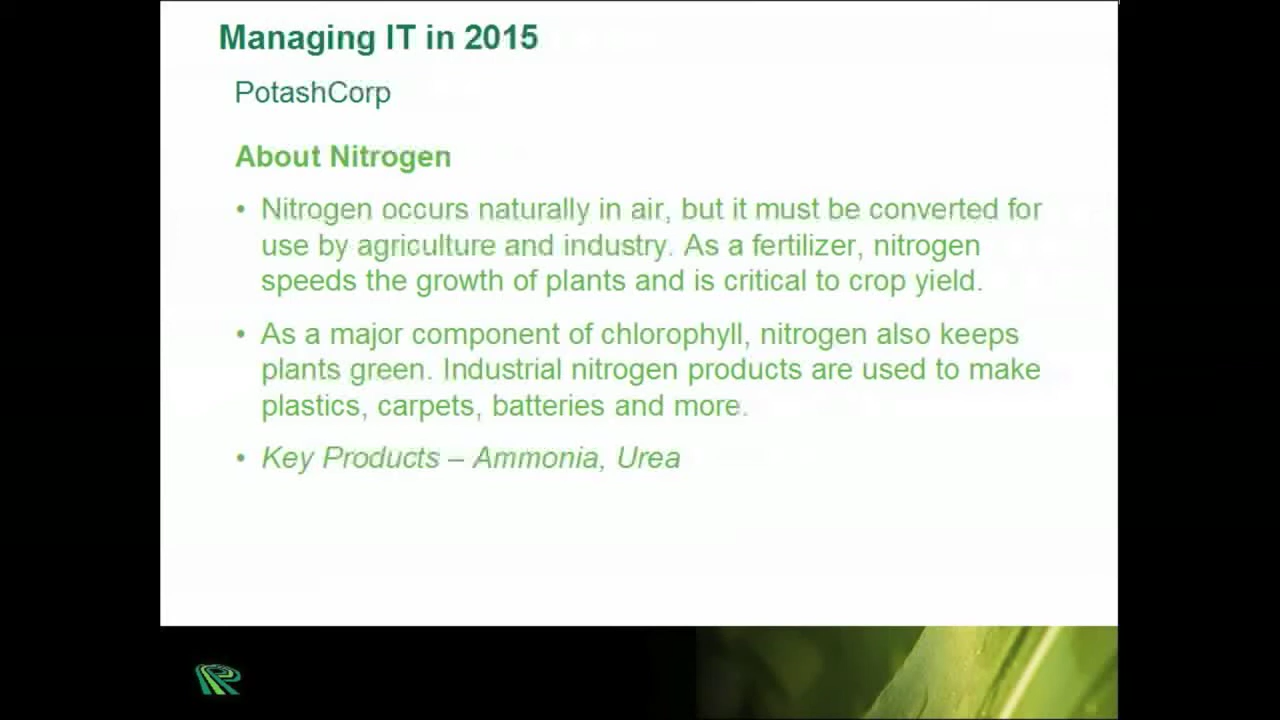 Managing IT in 2015
PotashCorp
About Nitrogen
• Nitrogen occurs naturally in air, but it must be converted for
use by agriculture and industry. As a fertilizer, nitrogen
speeds the growth of plants and is critical to crop yield.
• As a major component of chlorophyll, nitrogen also keeps
plants green. Industrial nitrogen products are used to make
plastics, carpets, batteries and more.
• Key Products – Ammonia, Urea